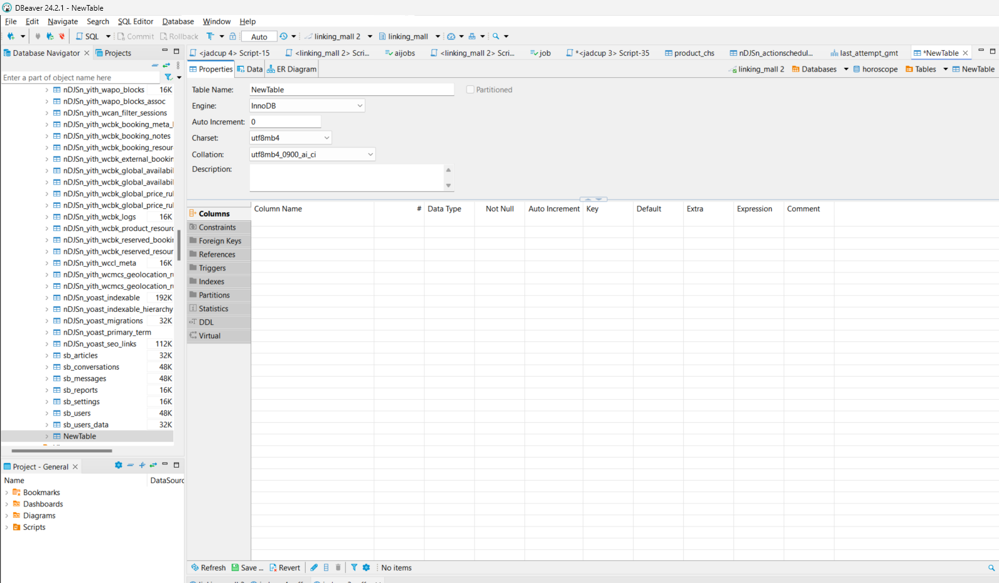 DBeaver 24.2.1 - NewTable
File Edit Navigate Search SQL Editor Database Window Help
SQL Commit Rollback T Auto linking_mall 2 linking_mall
Database Navigator Projects
<jadcup 4> Script-15 <linking_mall 2> Scri... aijobs <linking_mall 2> Scri... job *<jadcup 3> Script-35 product_chs nDJSn_actionschedul... last_attempt_gmt *NewTable
Properties Data ER Diagram
linking_mall 2 Databases horoscope Tables NewTable
Enter a part of object name here
nDJSn_yith_wapo_blocks 16K
nDJSn_yith_wapo_blocks_assoc
nDJSn_yith_wcan_filter_sessions
nDJSn_yith_wcbk_booking_meta_l
nDJSn_yith_wcbk_booking_notes
nDJSn_yith_wcbk_booking_resour
nDJSn_yith_wcbk_external_bookin
nDJSn_yith_wcbk_global_availabil
nDJSn_yith_wcbk_global_availabil
nDJSn_yith_wcbk_global_price_rul
nDJSn_yith_wcbk_global_price_rul
nDJSn_yith_wcbk_logs 16K
nDJSn_yith_wcbk_product_resourc
nDJSn_yith_wcbk_reserved_bookin
nDJSn_yith_wcbk_reserved_resour
nDJSn_yith_wccl_meta 16K
nDJSn_yith_wcmcs_geolocation_r
nDJSn_yith_wcmcs_geolocation_r
nDJSn_yoast_indexable 192K
nDJSn_yoast_indexable_hierarchy
nDJSn_yoast_migrations 32K
nDJSn_yoast_primary_term
nDJSn_yoast_seo_links 112K
sb_articles 32K
sb_conversations 48K
sb_messages 48K
sb_reports 16K
sb_settings 16K
sb_users 48K
sb_users_data 32K
NewTable
Project - General
Name DataSourc
Bookmarks
Dashboards
Diagrams
Scripts
Table Name: NewTable Partitioned
Engine: InnoDB
Auto Increment: 0
Charset: utf8mb4
Collation: utf8mb4_0900_ai_ci
Description:
Columns
Constraints
Foreign Keys
References
Triggers
Indexes
Partitions
Statistics
DDL
Virtual
Column Name # Data Type Not Null Auto Increment Key Default Extra Expression Comment
Refresh Save ... Revert No items